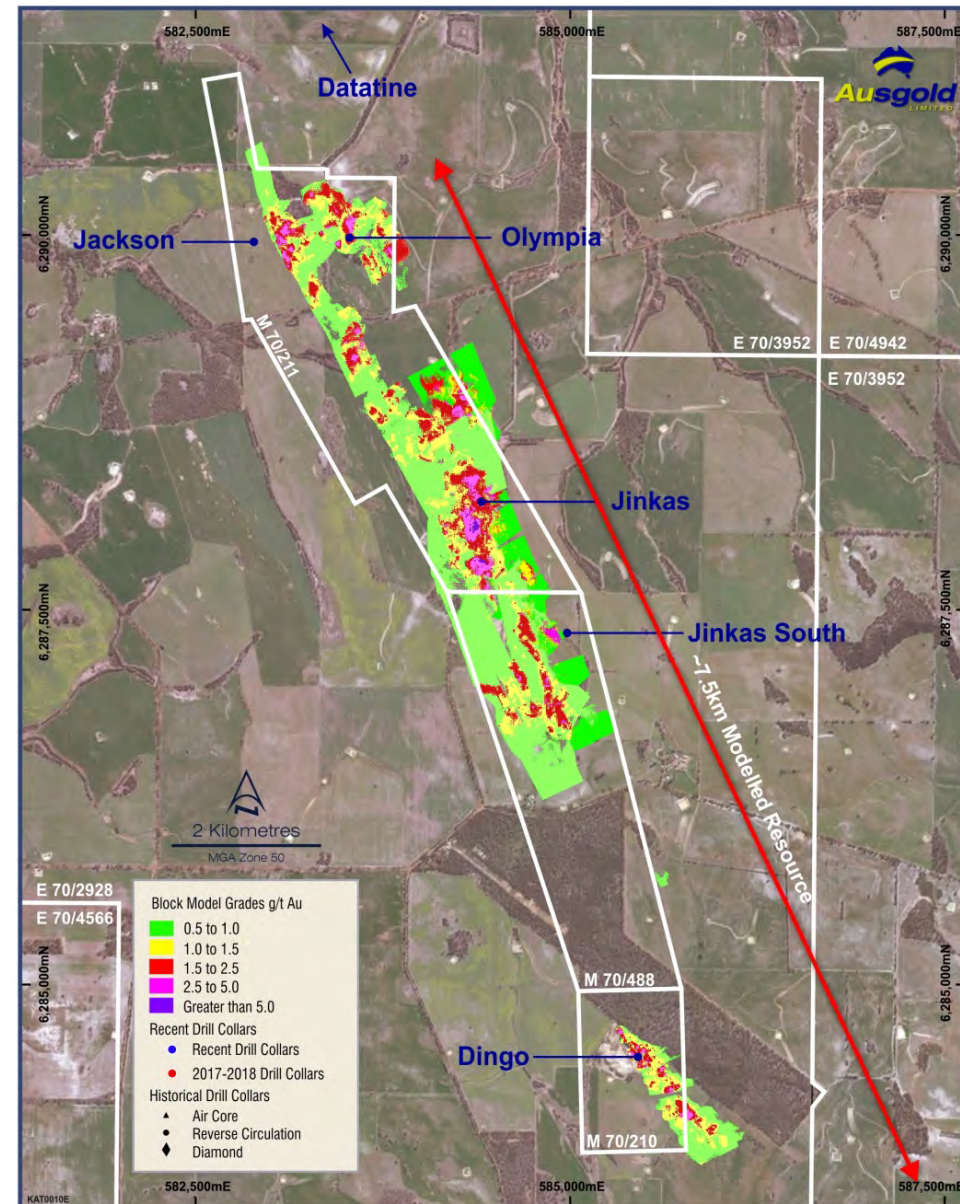 582,500mE
585,000mE
587,500mE
Datatine
Ausgold
LIMITED
6,290,000mN
6,290,000mN
Jackson
Olympia
M 70/211
E 70/3952
E 70/4942
E 70/3952
Jinkas
6,287,500mN
6,287,500mN
Jinkas South
~7.5km Modelled Resource
2 Kilometres
MGA Zone 50
E 70/2928
E 70/4566
Block Model Grades g/t Au
0.5 to 1.0
1.0 to 1.5
1.5 to 2.5
2.5 to 5.0
Greater than 5.0
Recent Drill Collars
Recent Drill Collars
2017-2018 Drill Collars
Historical Drill Collars
Air Core
Reverse Circulation
Diamond
6,285,000mN
6,285,000mN
M 70/488
Dingo
M 70/210
KAT0010E
582,500mE
585,000mE
587,500mE